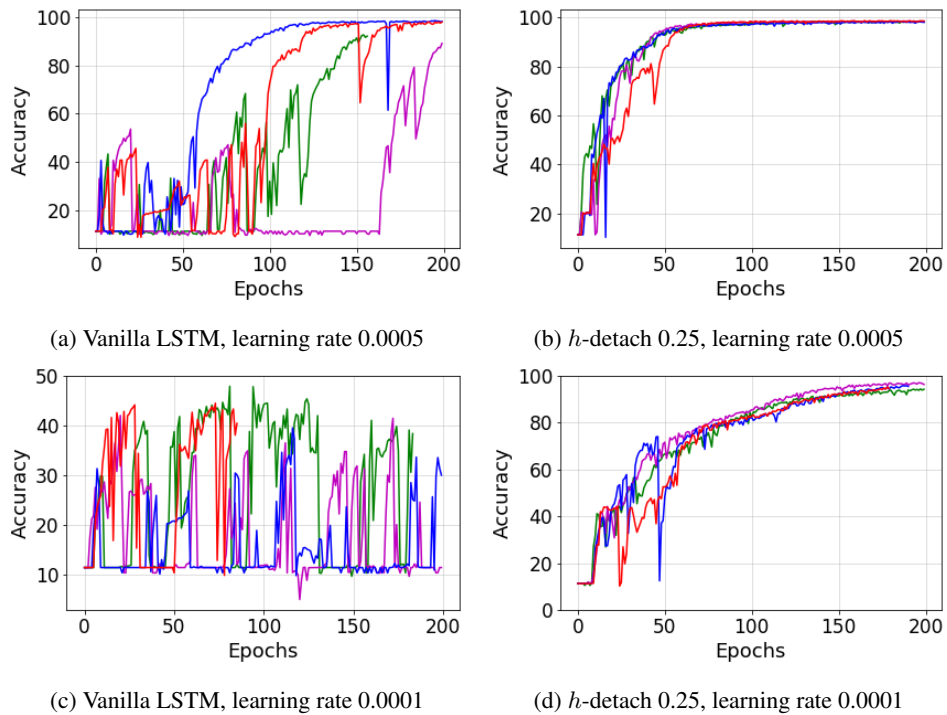 100
80
60
40
20
Accuracy
0 50 100 150 200
Epochs
(a) Vanilla LSTM, learning rate 0.0005
100
80
60
40
20
Accuracy
0 50 100 150 200
Epochs
(b) h-detach 0.25, learning rate 0.0005
50
40
30
20
10
Accuracy
0 50 100 150 200
Epochs
(c) Vanilla LSTM, learning rate 0.0001
100
80
60
40
20
0
Accuracy
0 50 100 150 200
Epochs
(d) h-detach 0.25, learning rate 0.0001